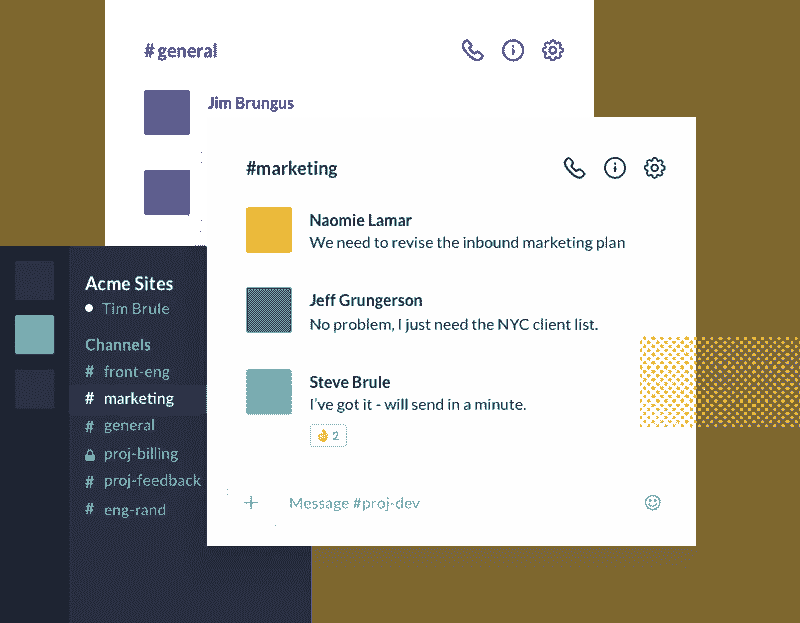 #general
Jim Brungus
#marketing
Naomie Lamar
We need to revise the inbound marketing plan
Jeff Grungerson
No problem, I just need the NYC client list.
Steve Brule
I've got it - will send in a minute.
👌 2
+ Message #proj-dev
Acme Sites
Tim Brule
Channels
# front-eng
# marketing
# general
proj-billing
# proj-feedback
# eng-rand